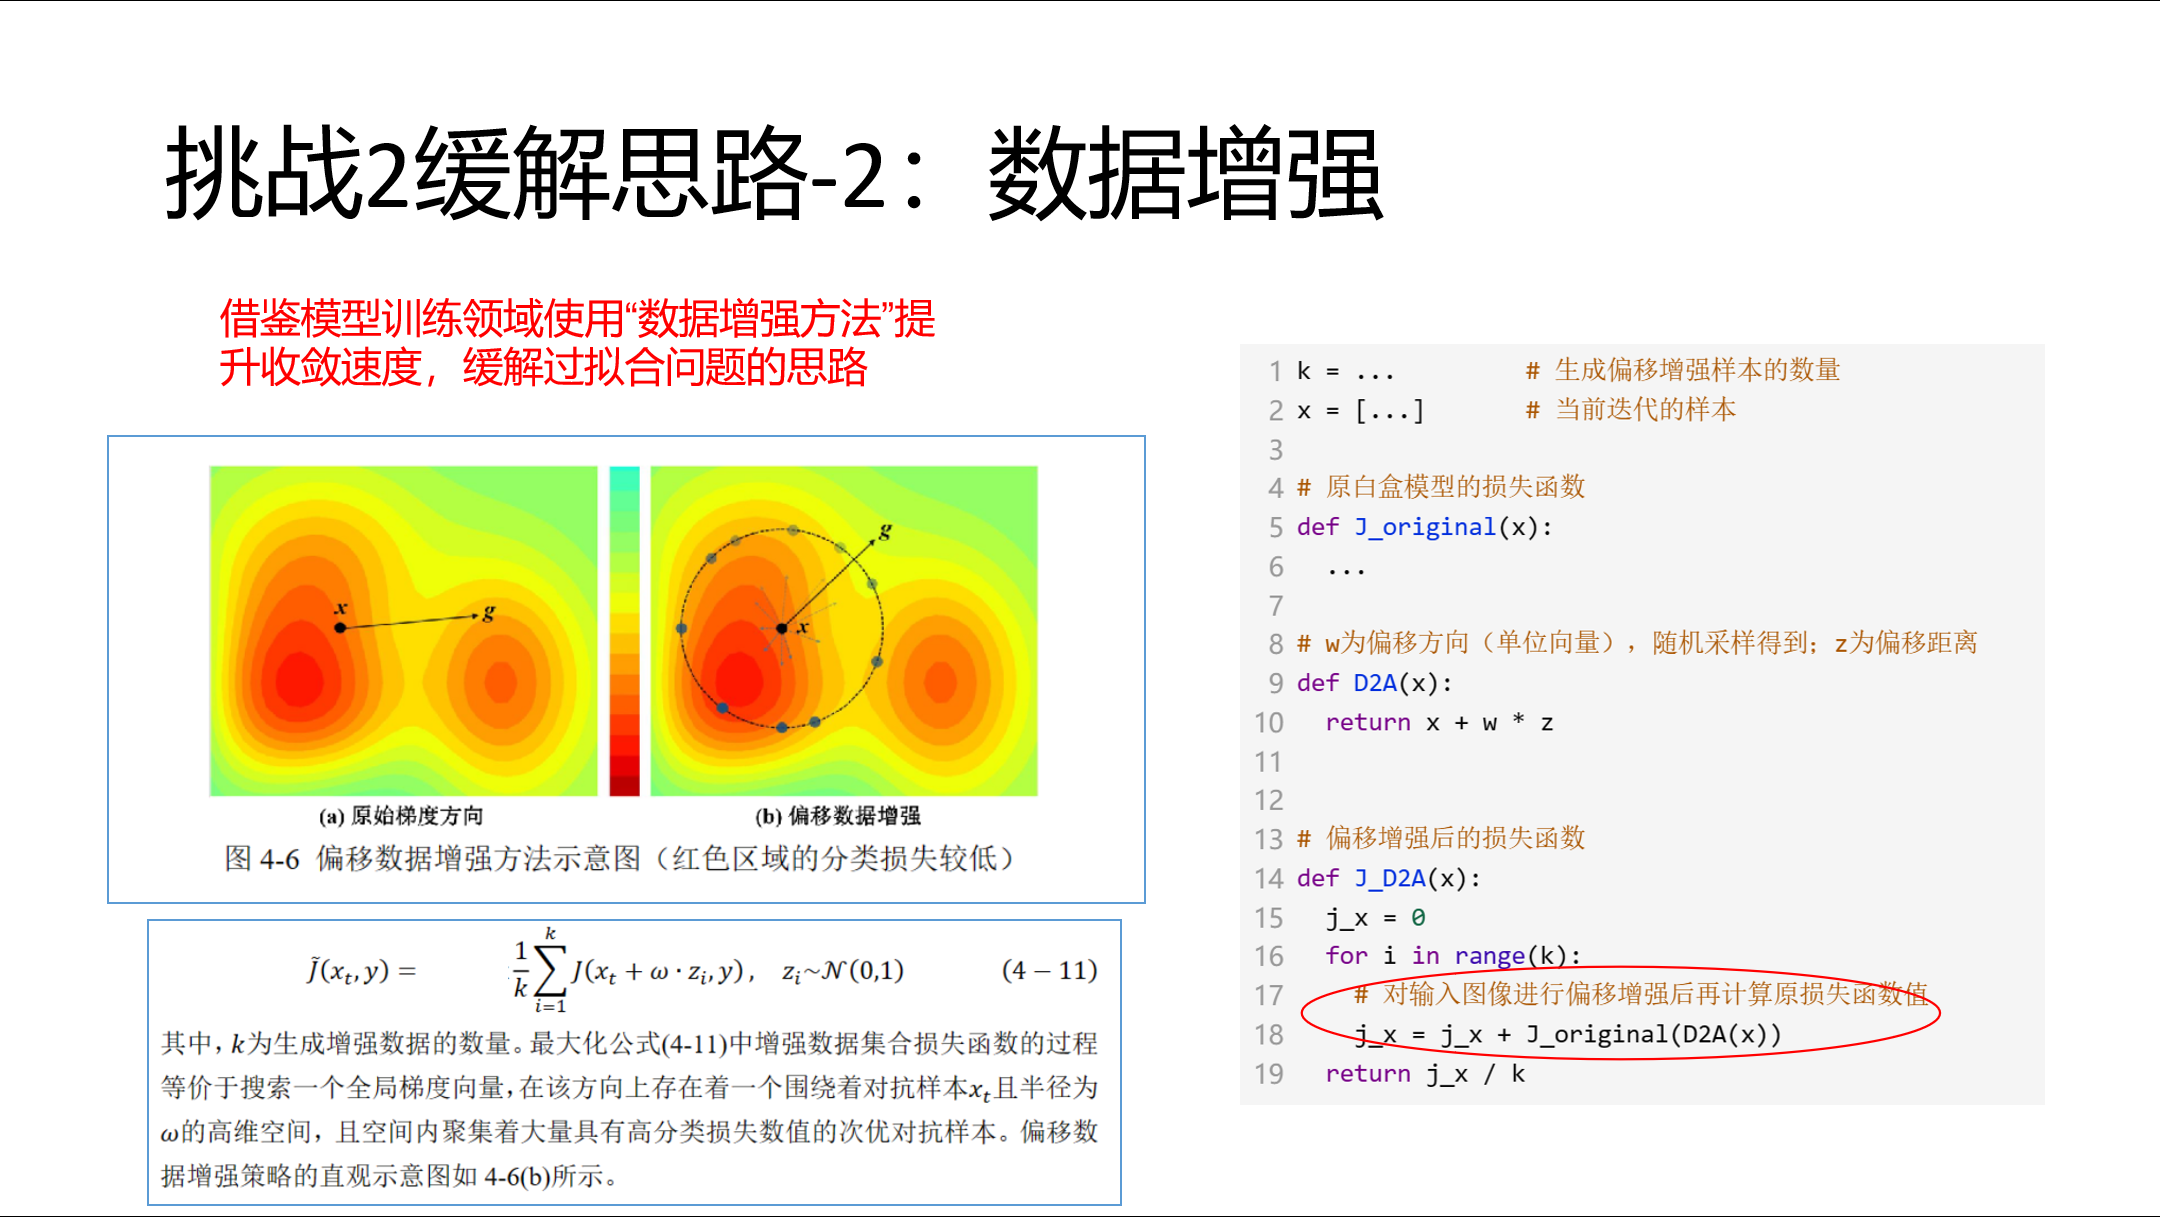 挑战2缓解思路-2：数据增强
借鉴模型训练领域使用“数据增强方法”提
升收敛速度，缓解过拟合问题的思路
x
g
g
x
(a) 原始梯度方向
(b) 偏移数据增强
图 4-6 偏移数据增强方法示意图（红色区域的分类损失较低）
J̃(x_t, y) = 1/k ∑_{i=1}^{k} J(x_t + ω · z_i, y), z_i~𝒩(0,1) (4 − 11)
其中，k为生成增强数据的数量。最大化公式(4-11)中增强数据集合损失函数的过程
等价于搜索一个全局梯度向量，在该方向上存在着一个围绕着对抗样本x_t且半径为
ω的高维空间，且空间内聚集着大量具有高分类损失数值的次优对抗样本。偏移数
据增强策略的直观示意图如 4-6(b)所示。
1 k = ... # 生成偏移增强样本的数量
2 x = [...] # 当前迭代的样本
3
4 # 原白盒模型的损失函数
5 def J_original(x):
6 ...
7
8 # w为偏移方向（单位向量），随机采样得到；z为偏移距离
9 def D2A(x):
10 return x + w * z
11
12
13 # 偏移增强后的损失函数
14 def J_D2A(x):
15 j_x = 0
16 for i in range(k):
17 # 对输入图像进行偏移增强后再计算原损失函数值
18 j_x = j_x + J_original(D2A(x))
19 return j_x / k